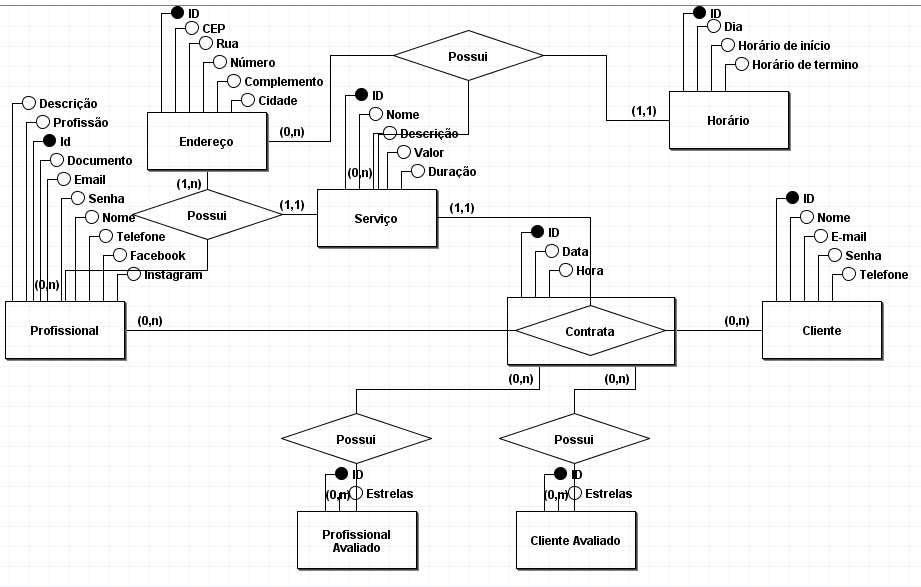 ID
CEP
Rua
Número
Complemento
Cidade
Endereço
(0,n)
(1,n)
Possui
ID
Dia
Horário de início
Horário de termino
(1,1)
Horário
ID
Nome
Descrição
Valor
Duração
(0,n)
Serviço
(1,1)
(1,1)
Possui
Descrição
Profissão
Id
Documento
Email
Senha
Nome
Telefone
Facebook
Instagram
(0,n)
Profissional
(0,n)
ID
Data
Hora
Contrata
(0,n)
ID
Nome
E-mail
Senha
Telefone
Cliente
(0,n)
(0,n)
Possui
Possui
ID
Estrelas
(0,n)
Profissional
Avaliado
ID
Estrelas
(0,n)
Cliente Avaliado